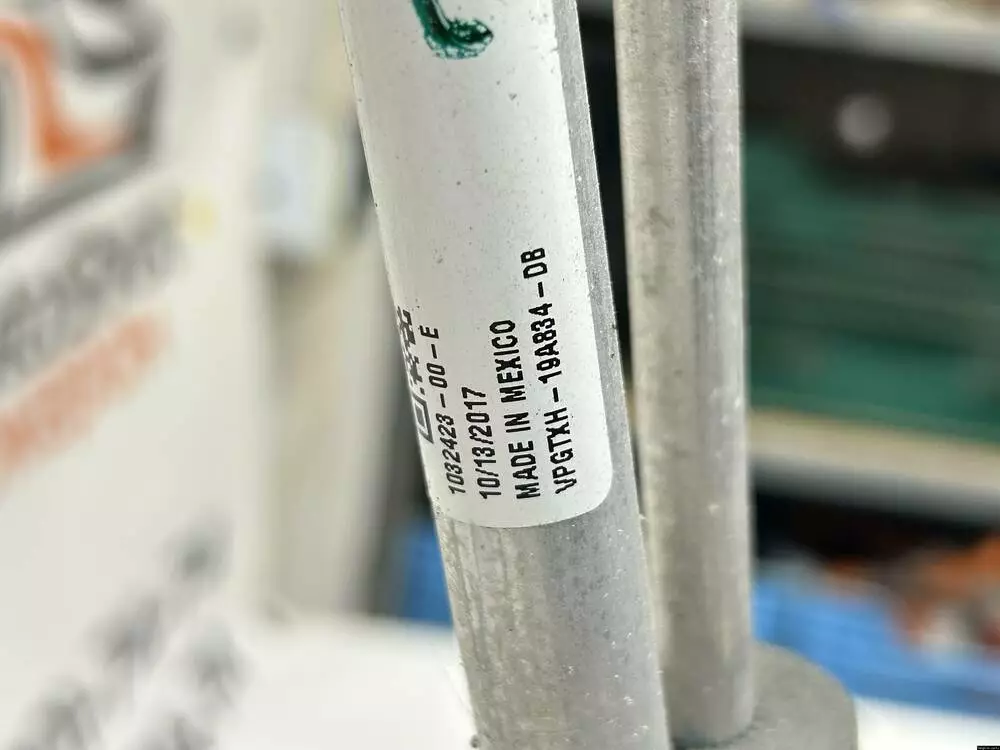 1032423-00-E
10/13/2017
MADE IN MEXICO
VPGTXH-19A834-DB